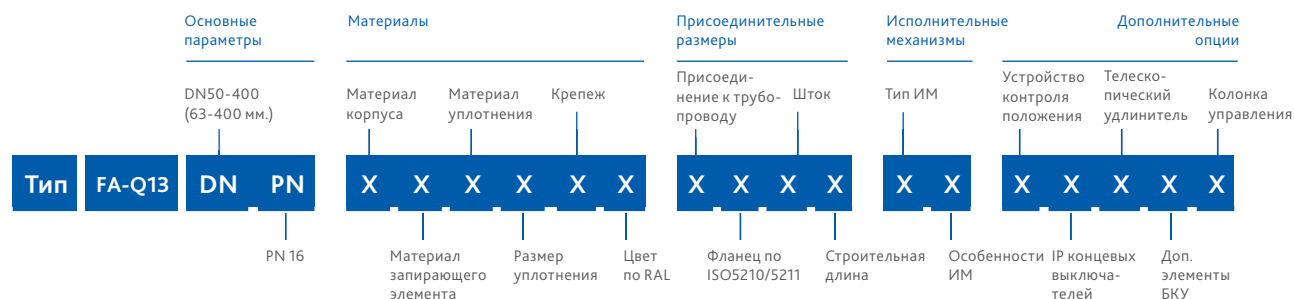 Основные
параметры
Материалы
Присоединительные
размеры
Исполнительные
механизмы
Дополнительные
опции
DN50-400
(63-400 мм.)
Материал
корпуса
Материал
уплотнения
Крепеж
Присоеди-
нение к трубо-
проводу
Шток
Тип ИМ
Устройство
контроля
положения
Телеско-
пический
удлинитель
Колонка
управления
Тип FA-Q13 DN PN X X X X X X X X X X X X X X X X X
PN 16
Материал
запирающего
элемента
Размер
уплотнения
Цвет
по RAL
Фланец по
ISO5210/5211
Строительная
длина
Особенности
ИМ
IP концевых
выключа-
телей
Доп.
элементы
БКУ